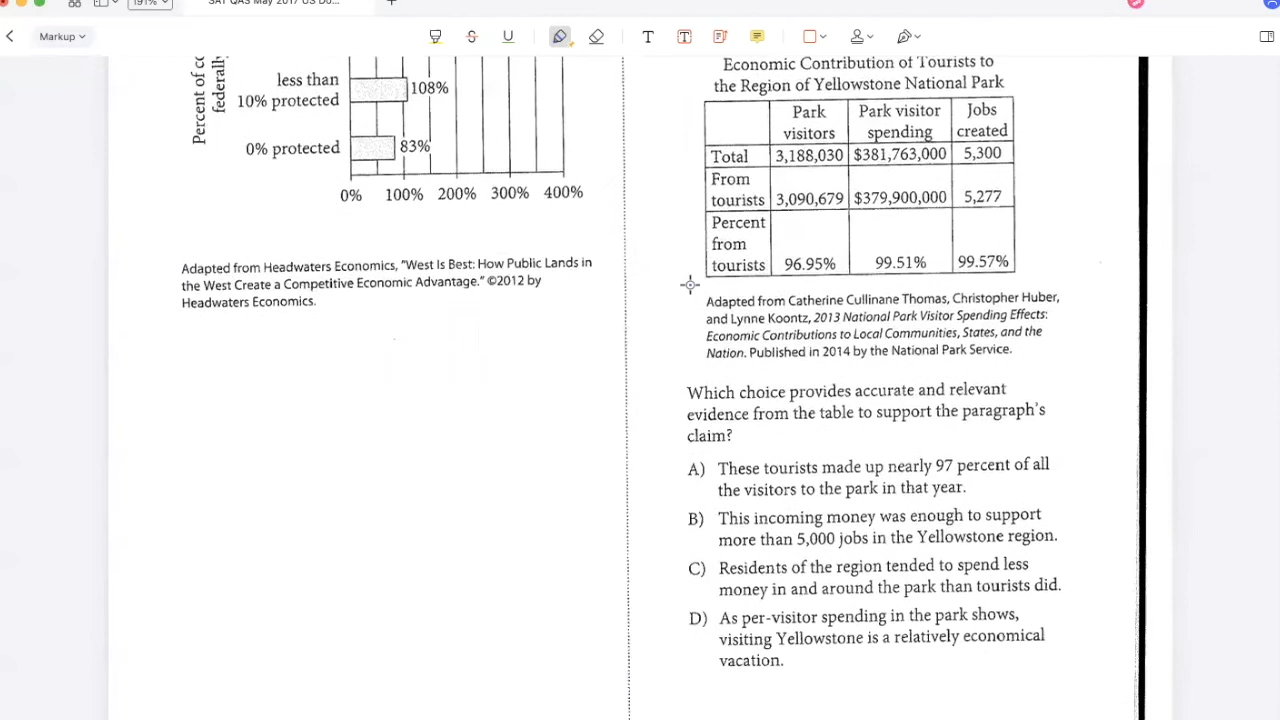 191%
SAT QAS May 2017 US Do...
Markup
Percent of
federally
less than
10% protected
108%
0% protected
83%
0% 100% 200% 300% 400%
Adapted from Headwaters Economics, "West Is Best: How Public Lands in
the West Create a Competitive Economic Advantage." ©2012 by
Headwaters Economics.
Economic Contribution of Tourists to
the Region of Yellowstone National Park
Park visitors
Park visitor spending
Jobs created
Total 3,188,030 $381,763,000 5,300
From
tourists 3,090,679 $379,900,000 5,277
Percent
from
tourists 96.95% 99.51% 99.57%
Adapted from Catherine Cullinane Thomas, Christopher Huber,
and Lynne Koontz, 2013 National Park Visitor Spending Effects:
Economic Contributions to Local Communities, States, and the
Nation. Published in 2014 by the National Park Service.
Which choice provides accurate and relevant
evidence from the table to support the paragraph's
claim?
A) These tourists made up nearly 97 percent of all
the visitors to the park in that year.
B) This incoming money was enough to support
more than 5,000 jobs in the Yellowstone region.
C) Residents of the region tended to spend less
money in and around the park than tourists did.
D) As per-visitor spending in the park shows,
visiting Yellowstone is a relatively economical
vacation.